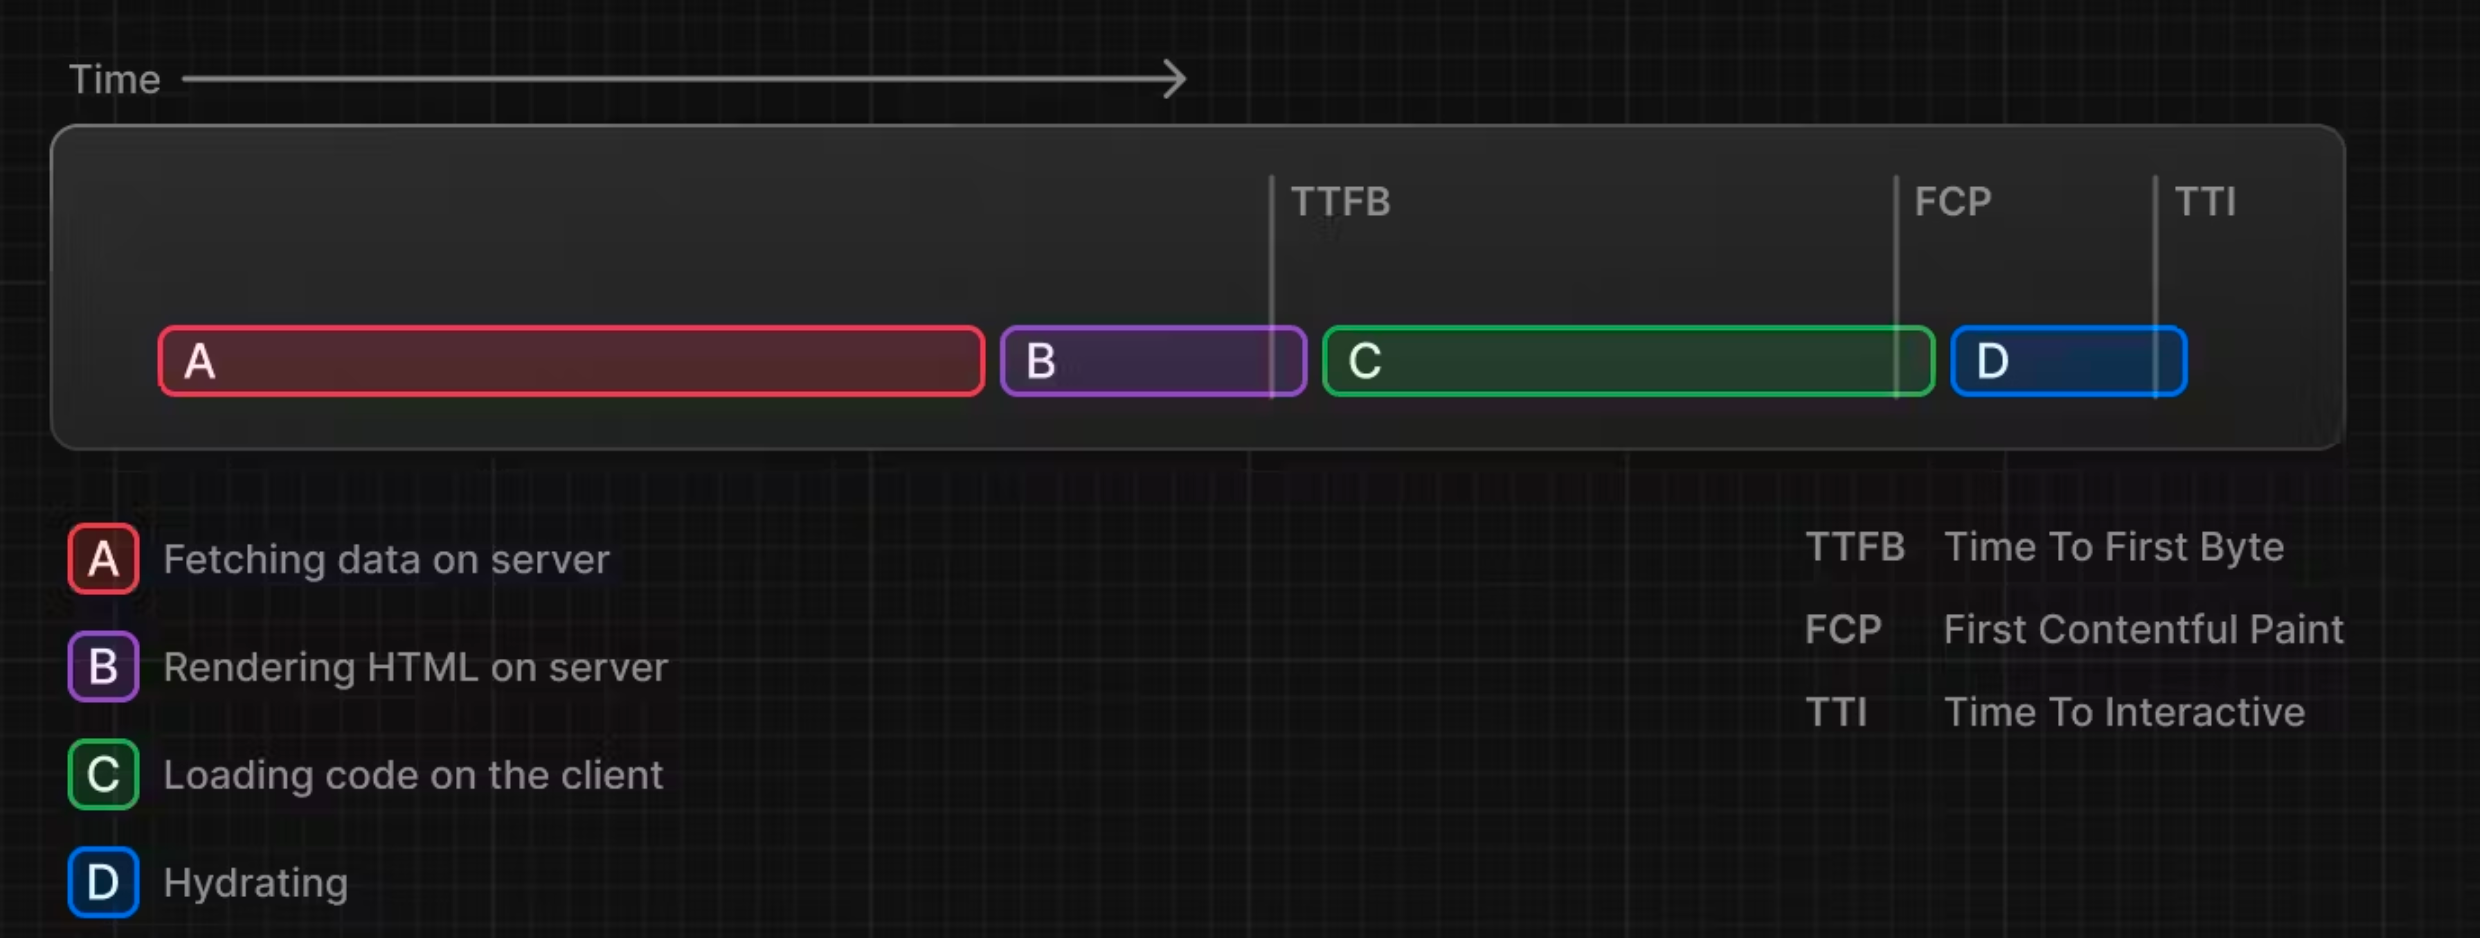 Time
TTFB
FCP
TTI
A
B
C
D
A Fetching data on server
B Rendering HTML on server
C Loading code on the client
D Hydrating
TTFB Time To First Byte
FCP First Contentful Paint
TTI Time To Interactive